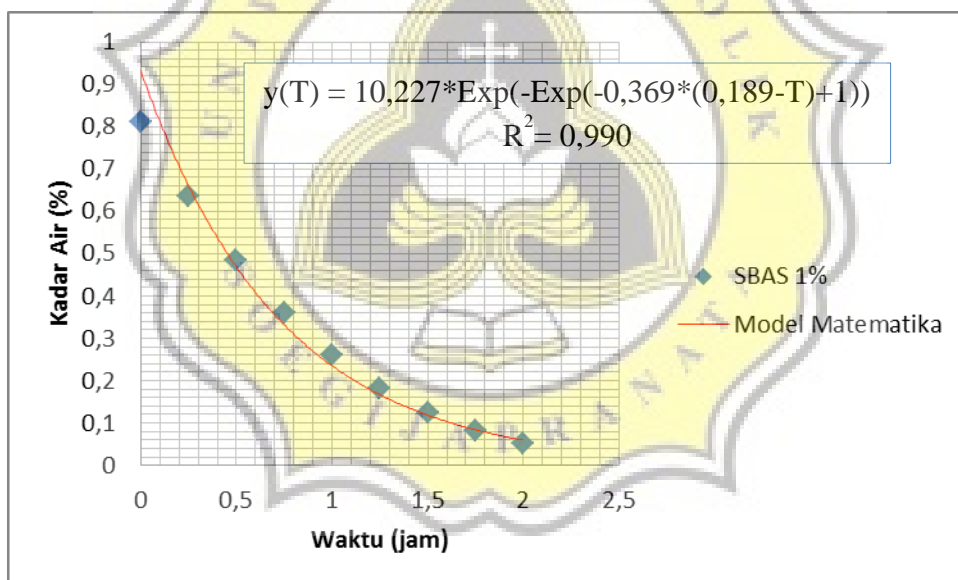 y(T) = 10,227*Exp(-Exp(-0,369*(0,189-T)+1))
R²= 0,990
Kadar Air (%)
1
0,9
0,8
0,7
0,6
0,5
0,4
0,3
0,2
0,1
0
0 0,5 1 1,5 2 2,5
Waktu (jam)
SBAS 1%
Model Matematika